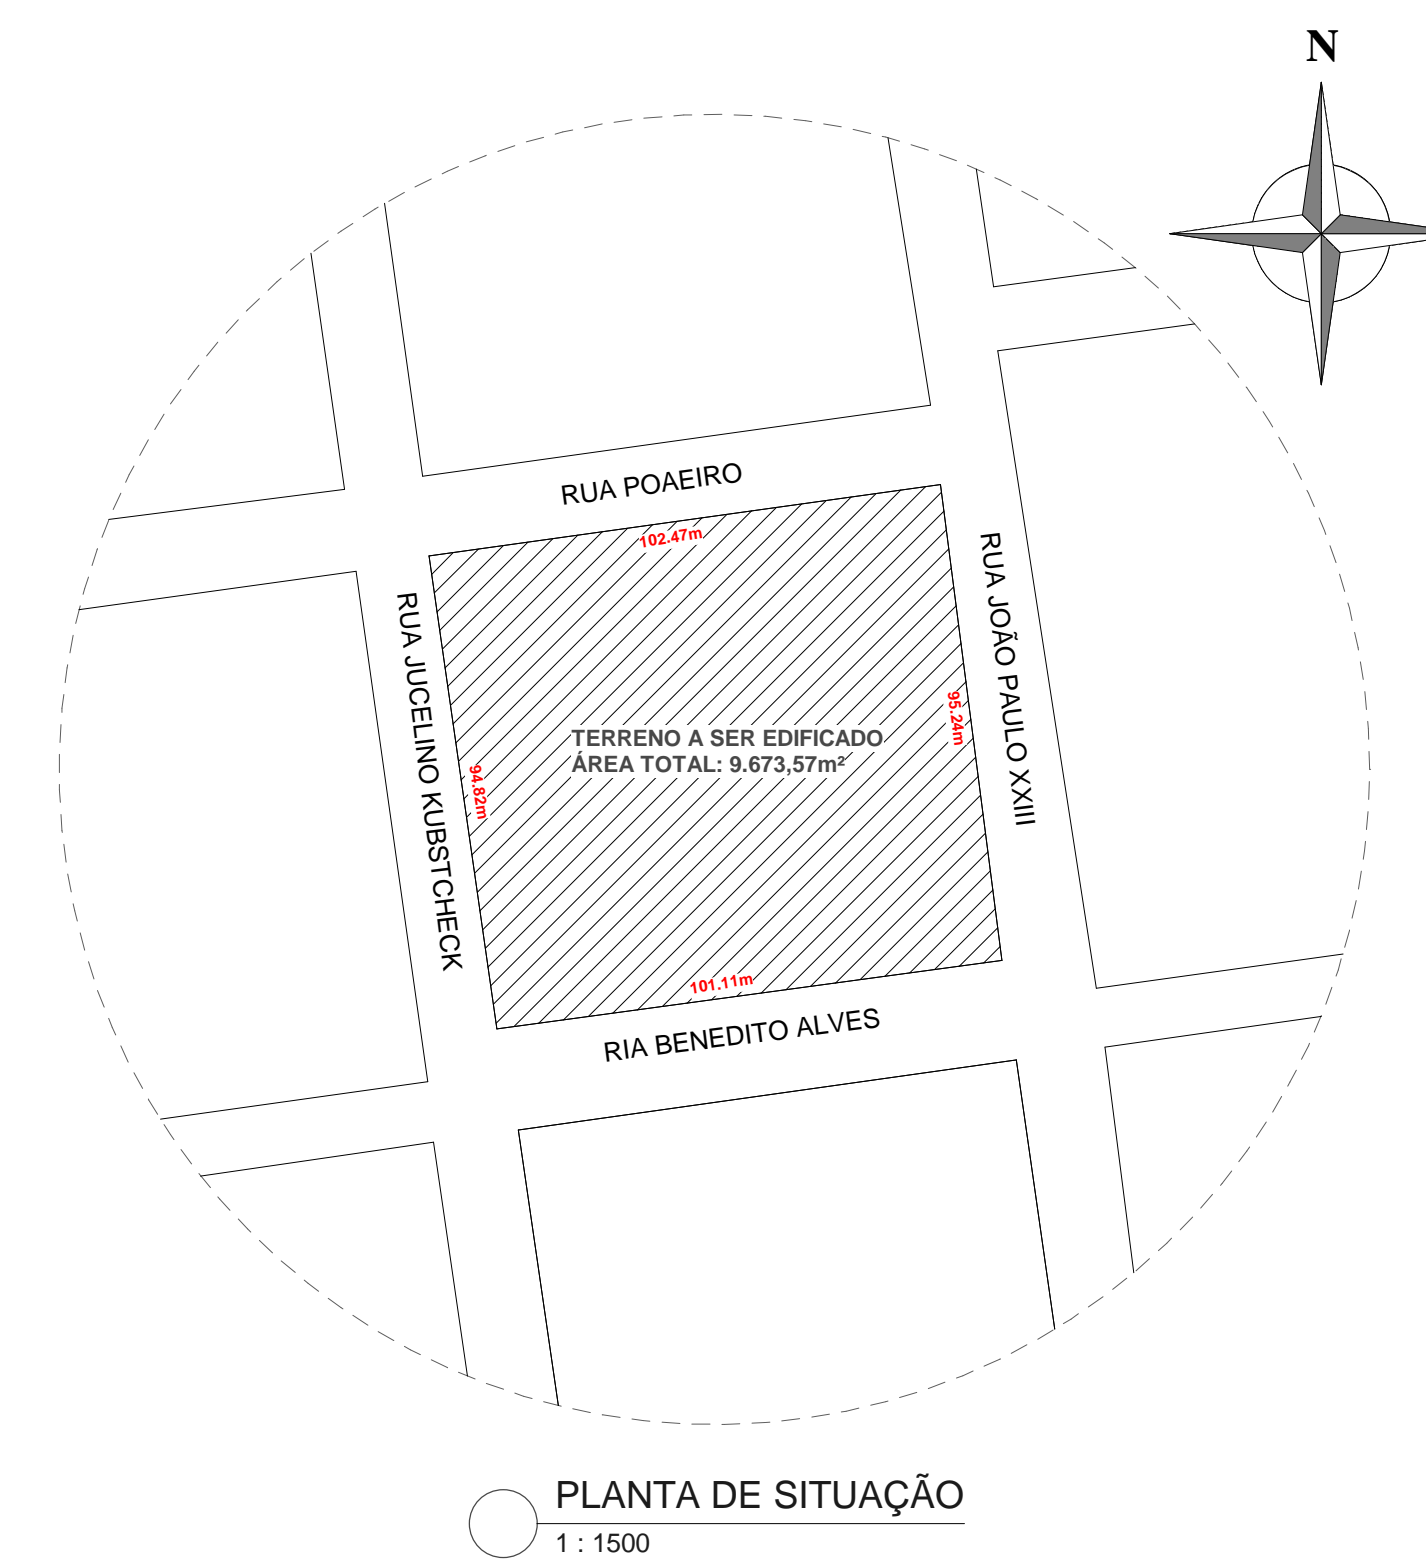 N
RUA POAEIRO
102.47m
RUA JOÃO PAULO XXIII
RUA JUCELINO KUBSTCHECK
95.24m
TERRENO A SER EDIFICADO
ÁREA TOTAL: 9.673,57m²
94.82m
101.11m
RIA BENEDITO ALVES
PLANTA DE SITUAÇÃO
1 : 1500